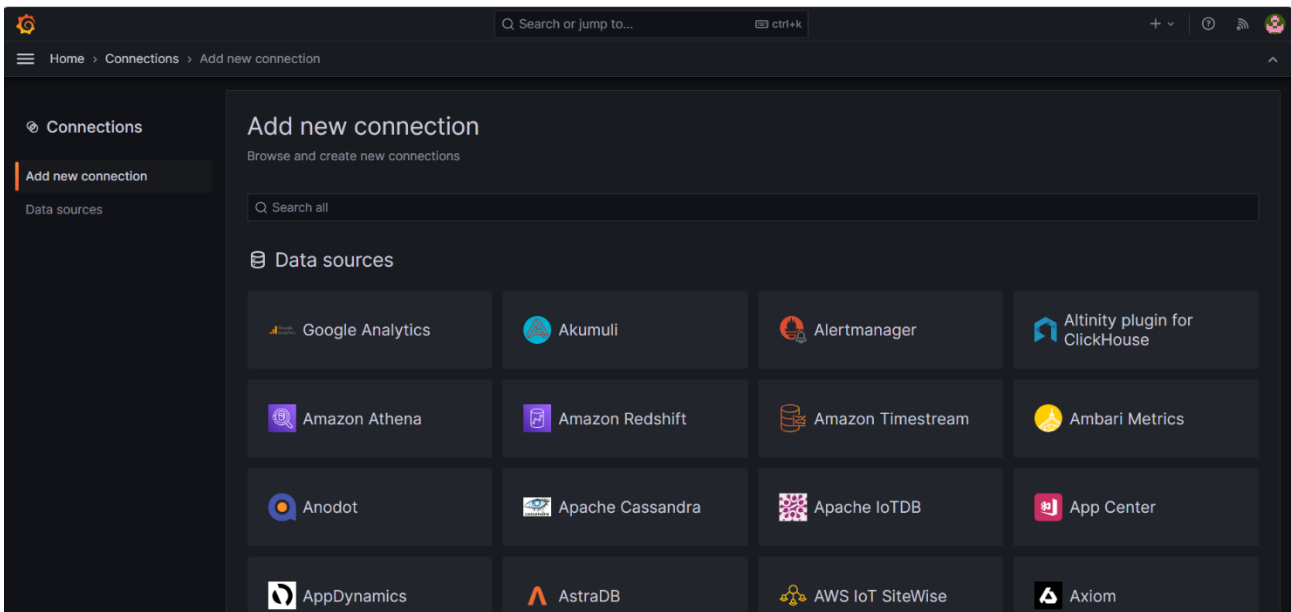 Search or jump to...
ctrl+k
Home › Connections › Add new connection
Connections
Add new connection
Data sources
Add new connection
Browse and create new connections
Search all
Data sources
Google Analytics
Akumuli
Alertmanager
Altinity plugin for
ClickHouse
Amazon Athena
Amazon Redshift
Amazon Timestream
Ambari Metrics
Anodot
Apache Cassandra
Apache IoTDB
App Center
AppDynamics
AstraDB
AWS IoT SiteWise
Axiom